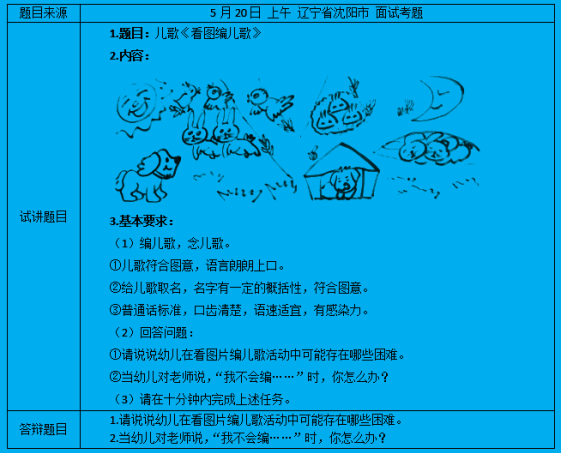 题目来源 5月20日 上午 辽宁省沈阳市 面试考题
试讲题目
1.题目：儿歌《看图编儿歌》
2.内容：
3.基本要求：
（1）编儿歌，念儿歌。
①儿歌符合图意，语言朗朗上口。
②给儿歌取名，名字有一定的概括性，符合图意。
③普通话标准，口齿清楚，语速适宜，有感染力。
（2）回答问题：
①请说说幼儿在看图片编儿歌活动中可能存在哪些困难。
②当幼儿对老师说，“我不会编……”时，你怎么办？
（3）请在十分钟内完成上述任务。
答辩题目
1.请说说幼儿在看图片编儿歌活动中可能存在哪些困难。
2.当幼儿对老师说，“我不会编……”时，你怎么办？